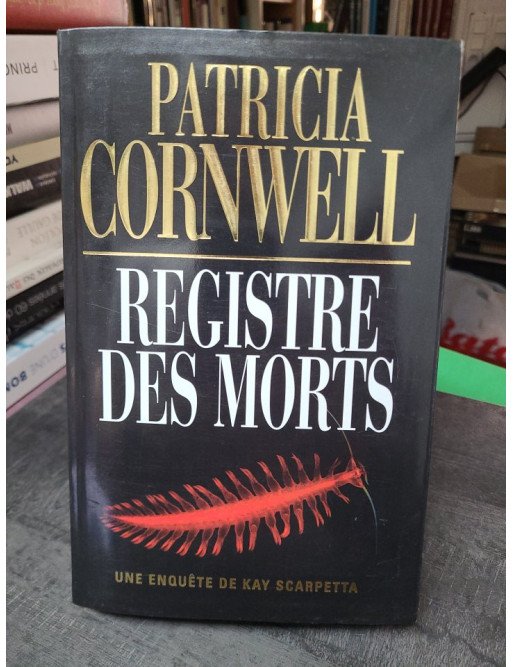 PATRICIA
CORNWELL
REGISTRE
DES MORTS
UNE ENQUÊTE DE KAY SCARPETTA